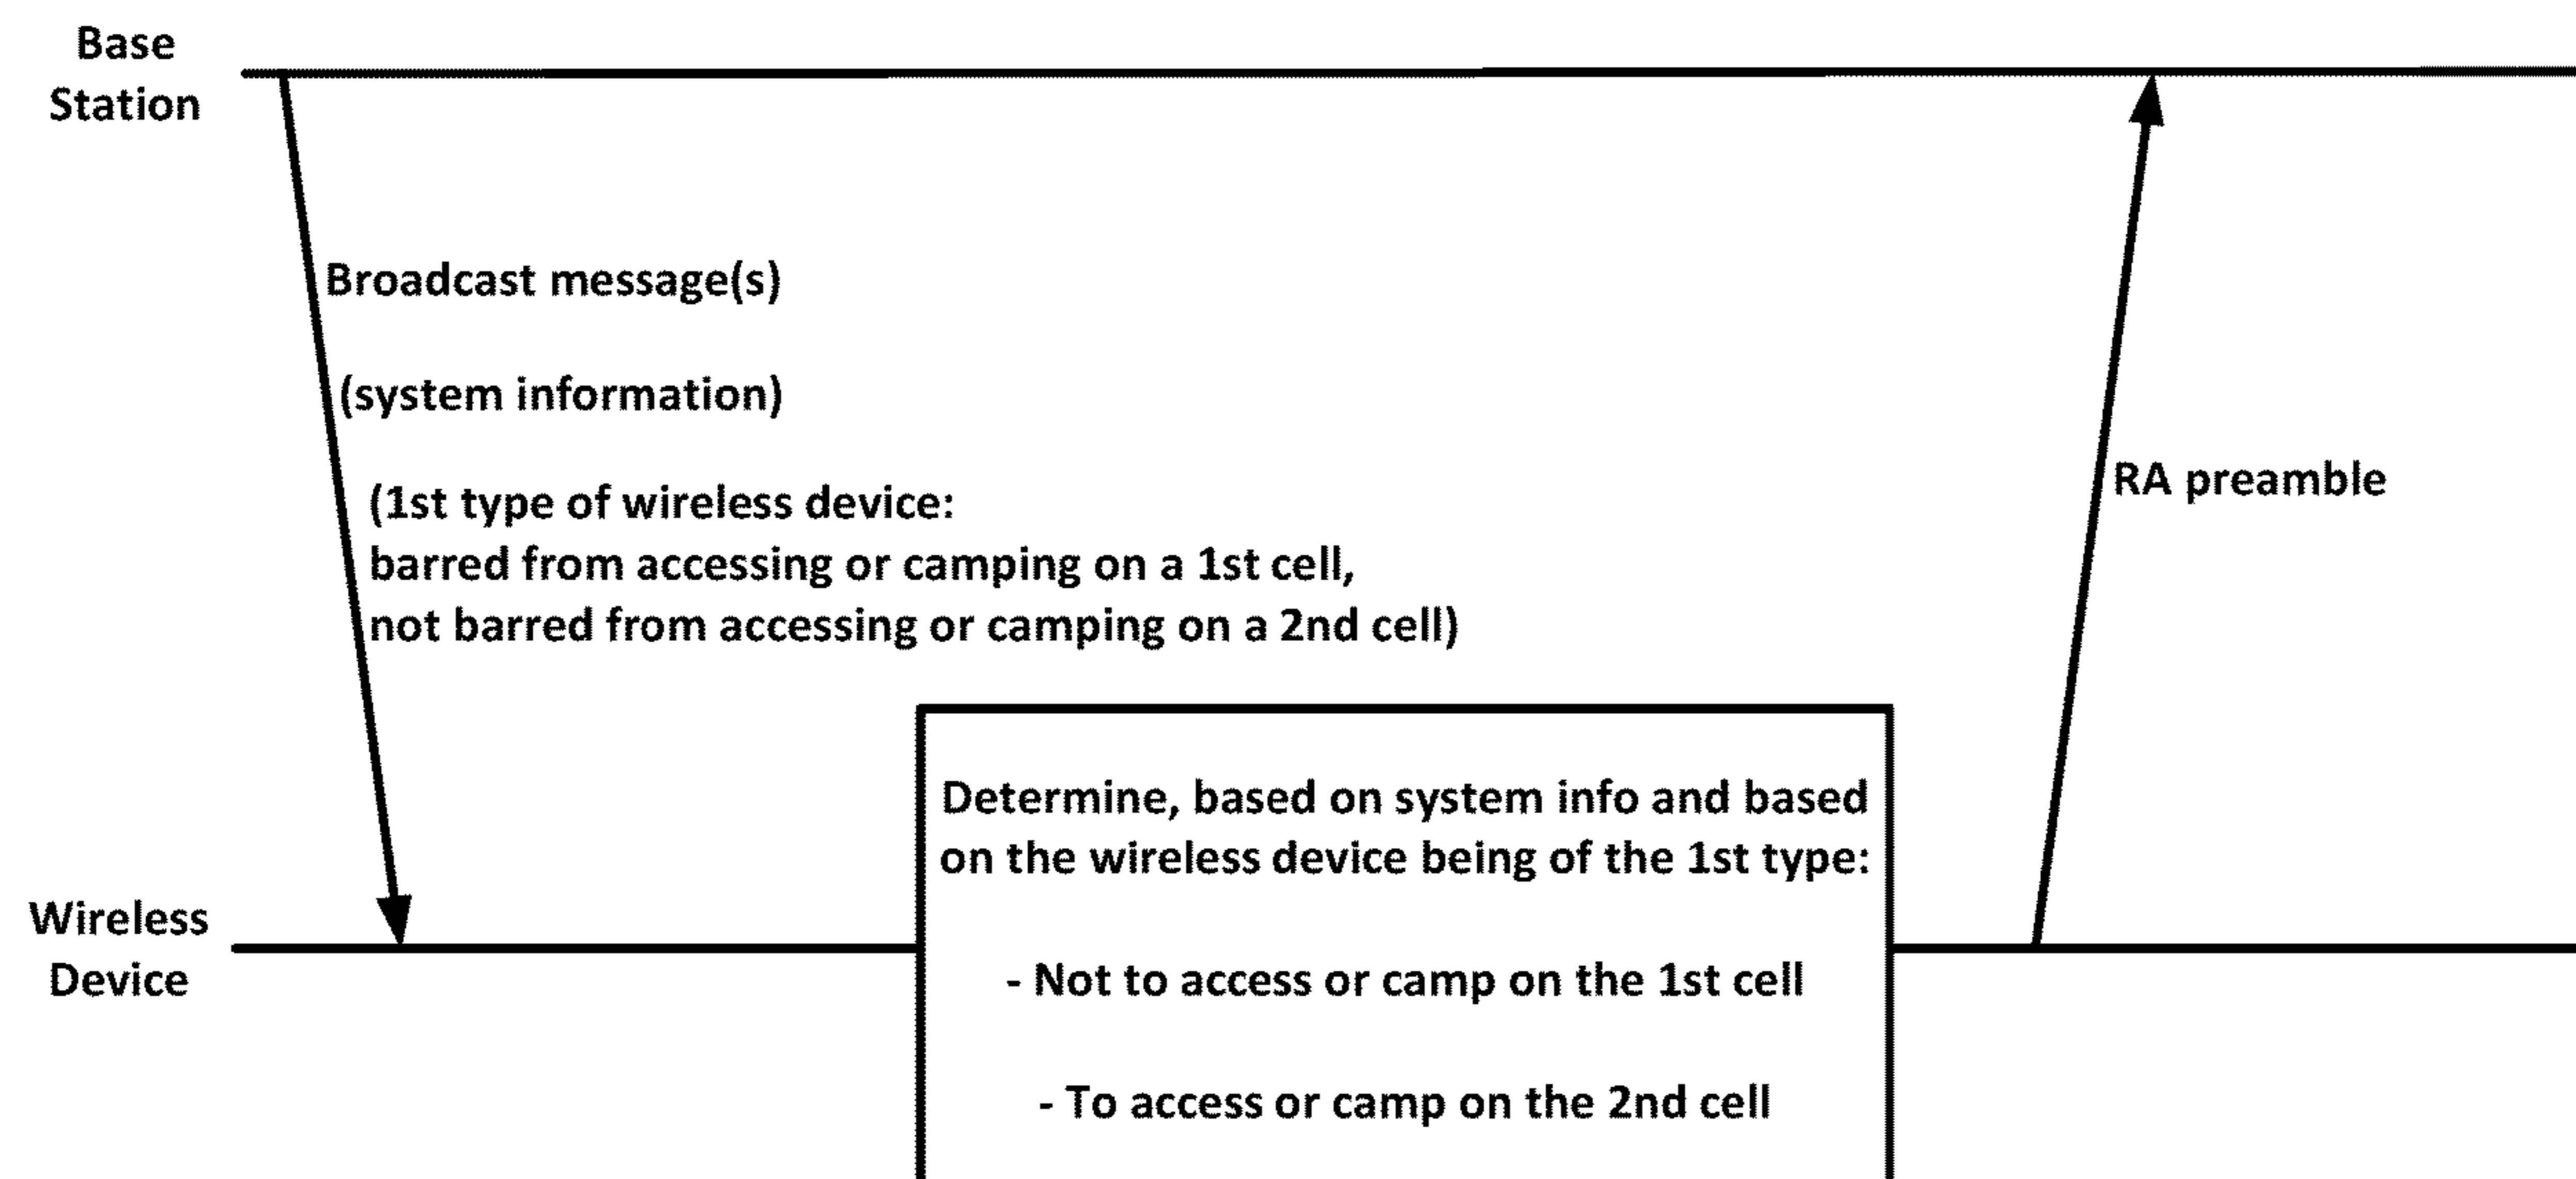 Base
Station
Broadcast message(s)
(system information)
(1st type of wireless device:
barred from accessing or camping on a 1st cell,
not barred from accessing or camping on a 2nd cell)
RA preamble
Determine, based on system info and based
on the wireless device being of the 1st type:
- Not to access or camp on the 1st cell
- To access or camp on the 2nd cell
Wireless
Device